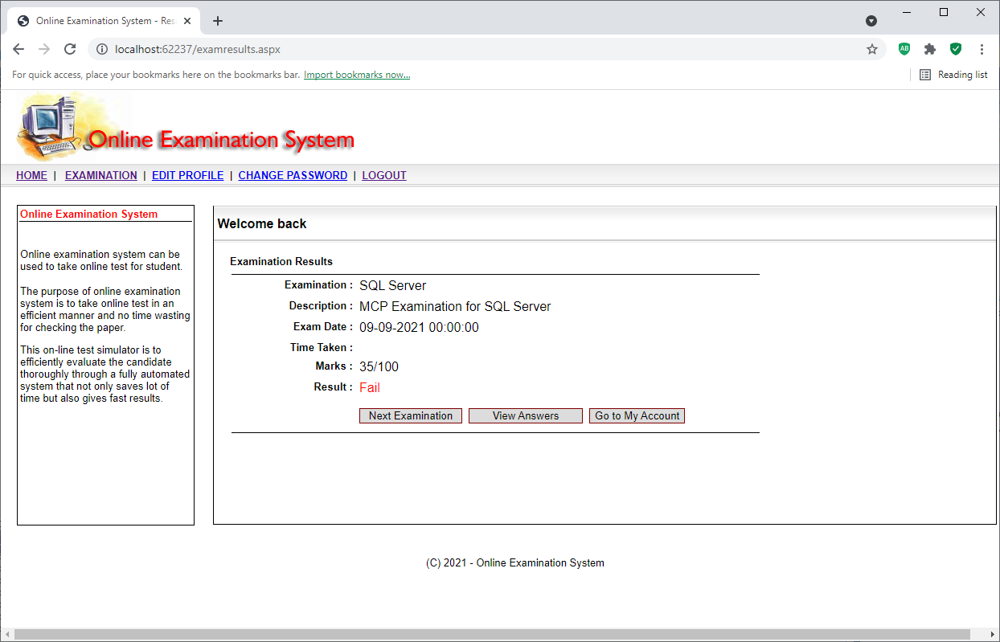 Online Examination System - Res
localhost:62237/examresults.aspx
AB
For quick access, place your bookmarks here on the bookmarks bar. Import bookmarks now...
Reading list
Online Examination System
HOME | EXAMINATION | EDIT PROFILE | CHANGE PASSWORD | LOGOUT
Online Examination System
Online examination system can be
used to take online test for student.
The purpose of online examination
system is to take online test in an
efficient manner and no time wasting
for checking the paper.
This on-line test simulator is to
efficiently evaluate the candidate
thoroughly through a fully automated
system that not only saves lot of
time but also gives fast results.
Welcome back
Examination Results
Examination : SQL Server
Description : MCP Examination for SQL Server
Exam Date : 09-09-2021 00:00:00
Time Taken :
Marks : 35/100
Result : Fail
Next Examination View Answers Go to My Account
(C) 2021 - Online Examination System